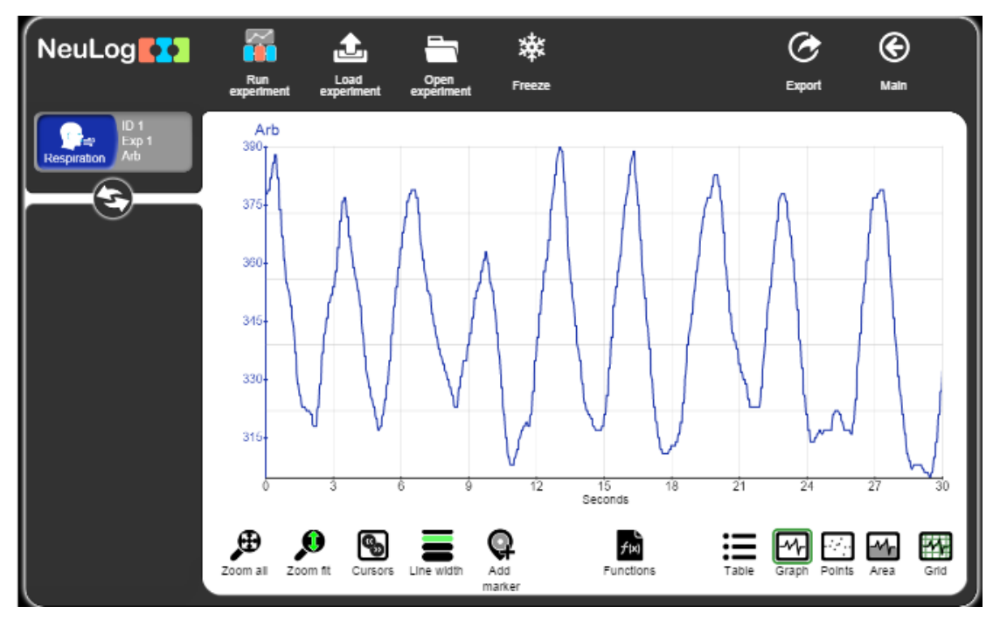 NeuLog
Run
experiment
Load
experiment
Open
experiment
Freeze
Export
Main
Respiration
ID 1
Exp 1
Arb
Arb
390
375
360
345
330
315
0 3 6 9 12 15 18 21 24 27 30
Seconds
Zoom all
Zoom fit
Cursors
Line width
Add
marker
f(x)
Functions
Table
Graph
Points
Area
Grid